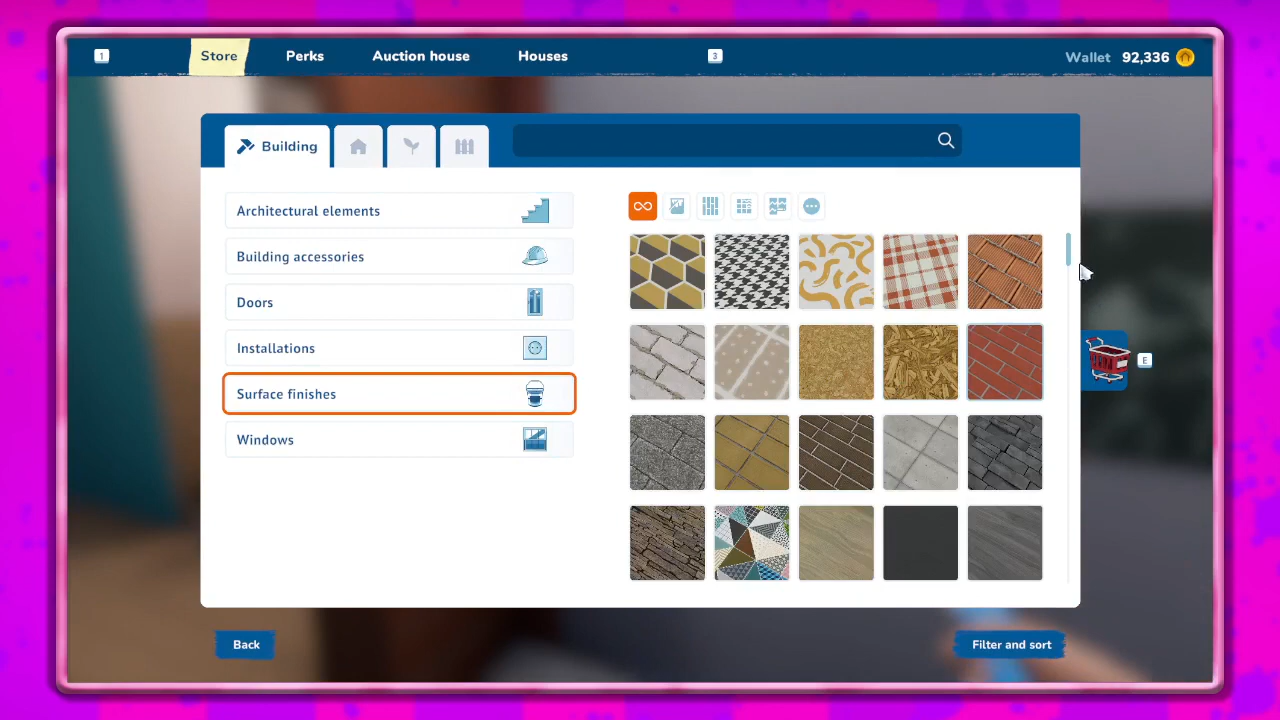 1
Store
Perks
Auction house
Houses
3
Wallet 92,336
Building
Architectural elements
Building accessories
Doors
Installations
Surface finishes
Windows
E
Back
Filter and sort